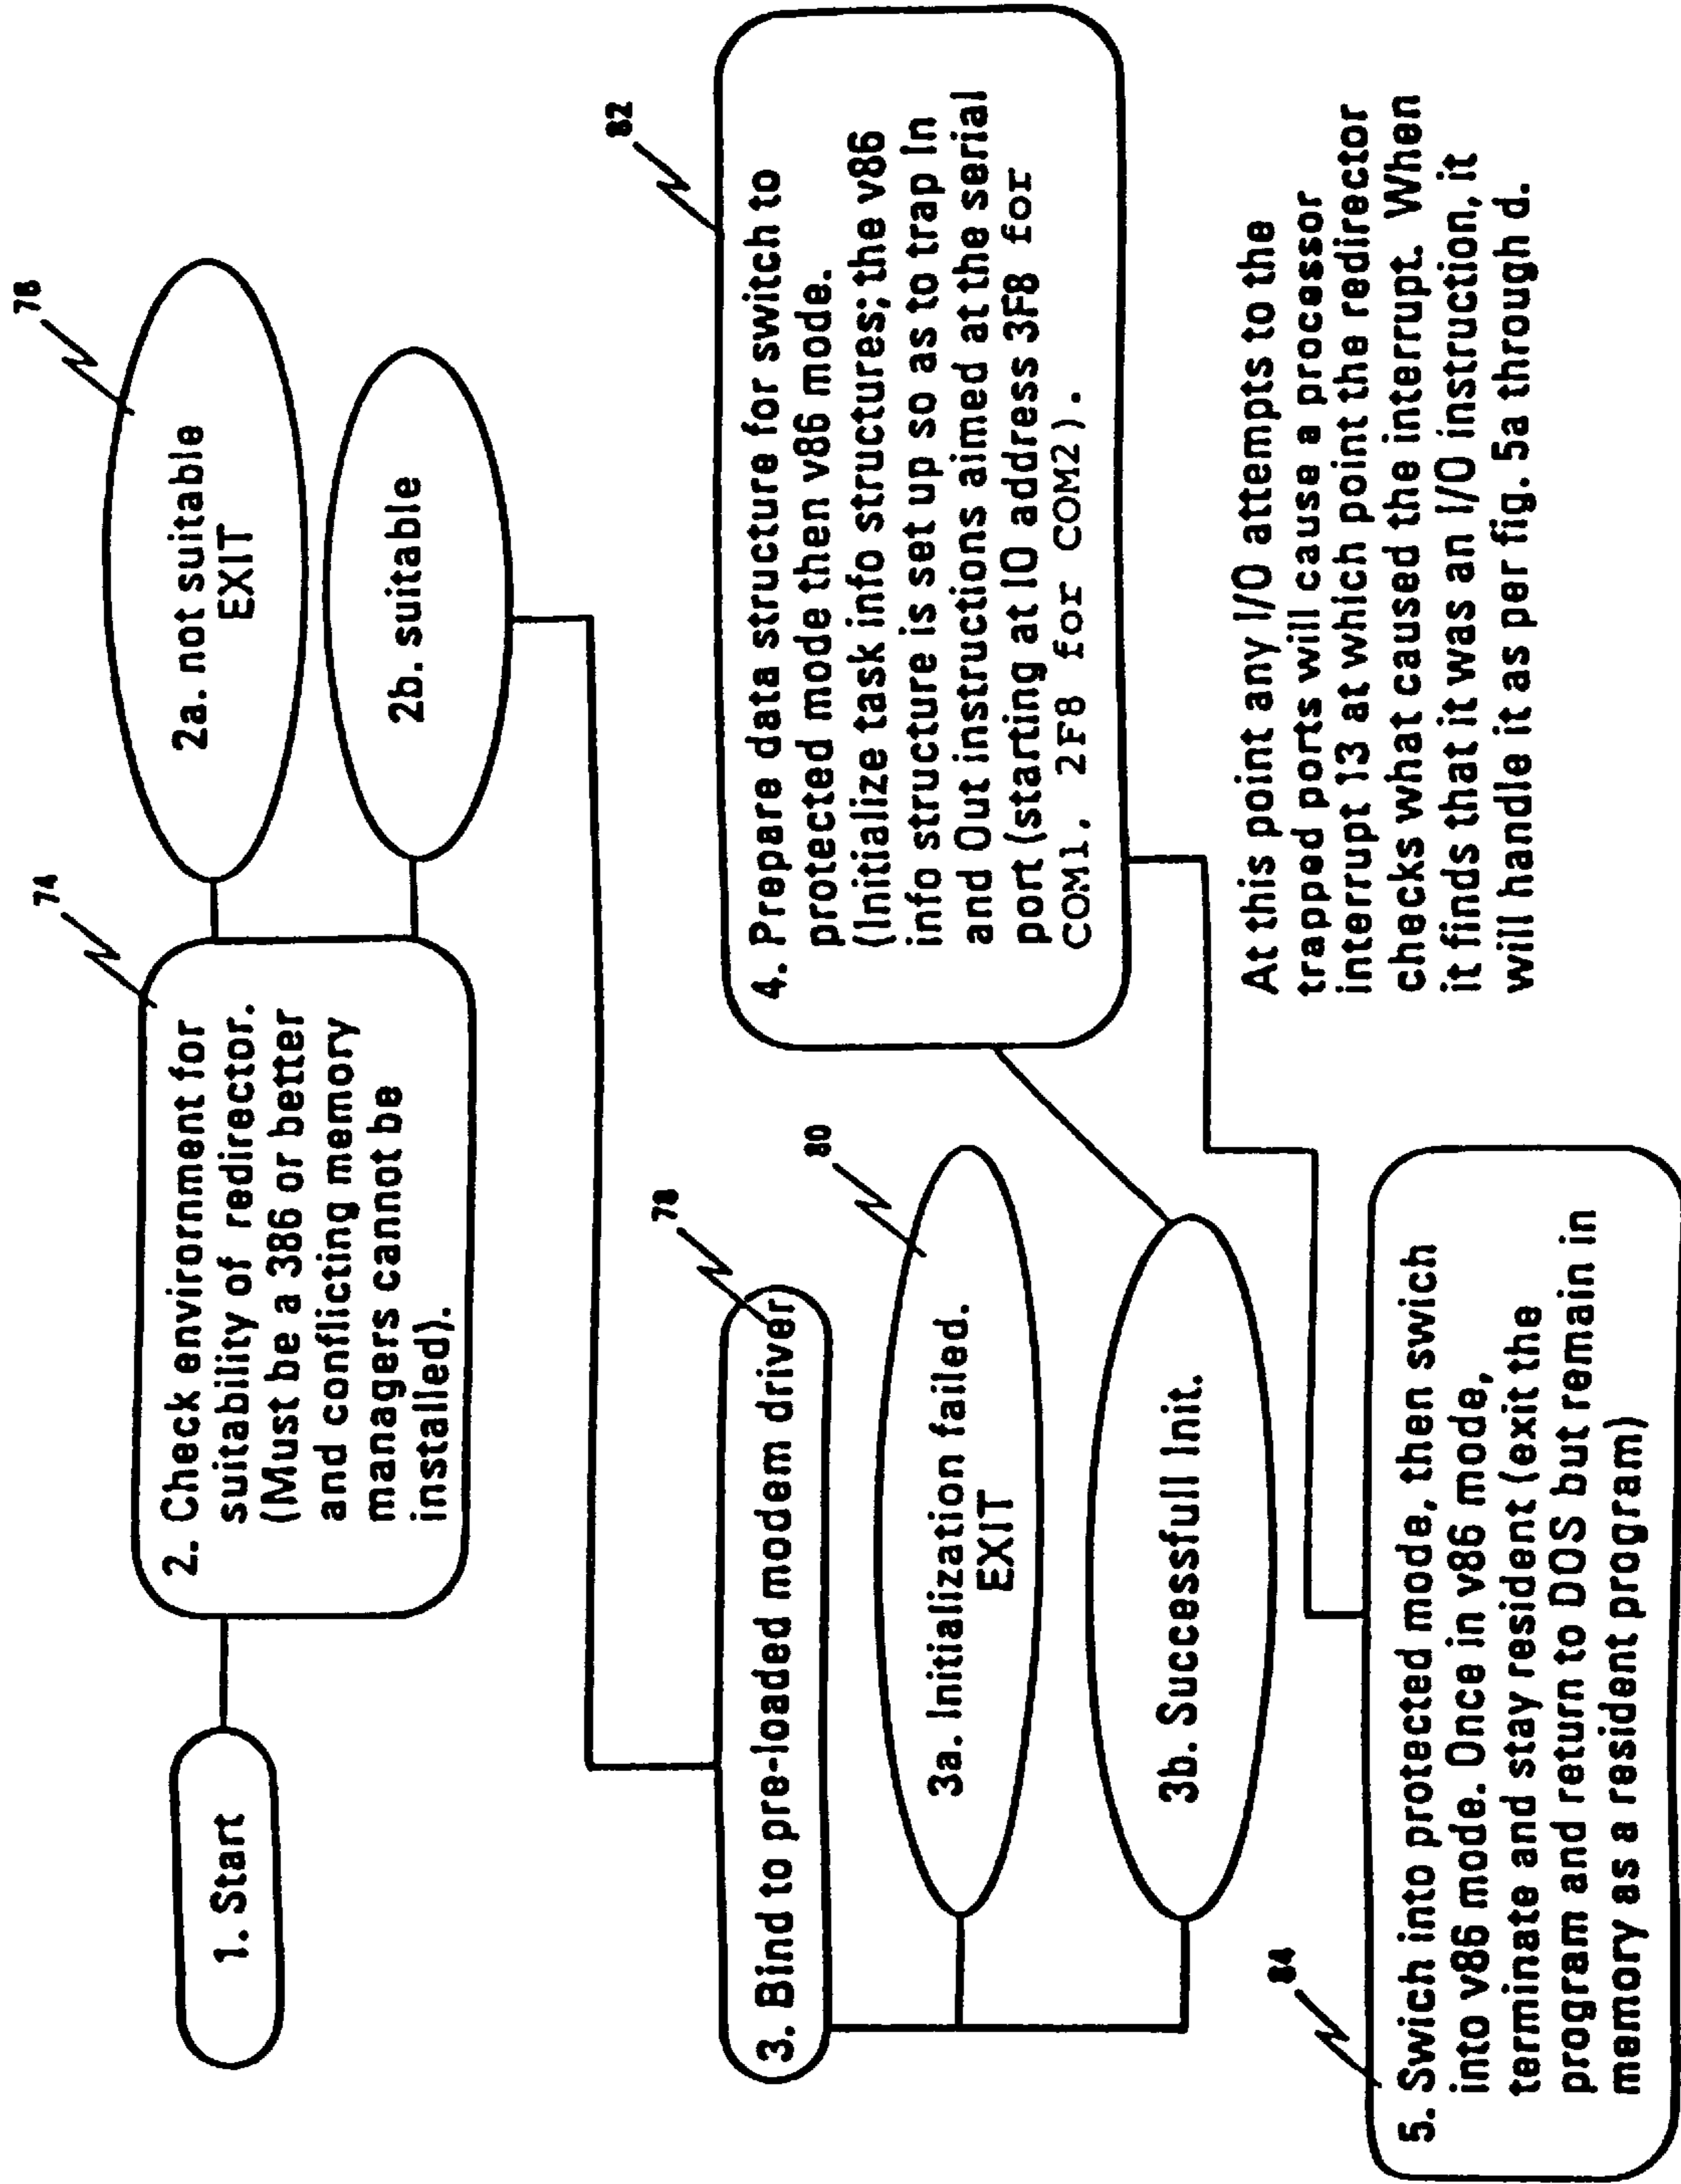 1. Start
74
2. Check environment for
suitability of redirector.
(Must be a 386 or better
and conflicting memory
managers cannot be
installed).
76
2a. not suitable
EXIT
2b. suitable
78
3. Bind to pre-loaded modem driver
80
3a. Initialization failed.
EXIT
3b. Successfull Init.
82
4. Prepare data structure for switch to
protected mode then v86 mode.
(Initialize task info structures; the v86
info structure is set up so as to trap In
and Out instructions aimed at the serial
port (starting at IO address 3F8 for
COM1, 2F8 for COM2).
84
5. Swich into protected mode, then swich
into v86 mode. Once in v86 mode,
terminate and stay resident (exit the
program and return to DOS but remain in
memory as a resident program)
At this point any I/O attempts to the
trapped ports will cause a processor
interrupt 13 at which point the redirector
checks what caused the interrupt. When
it finds that it was an I/O instruction, it
will handle it as per fig. 5a through d.